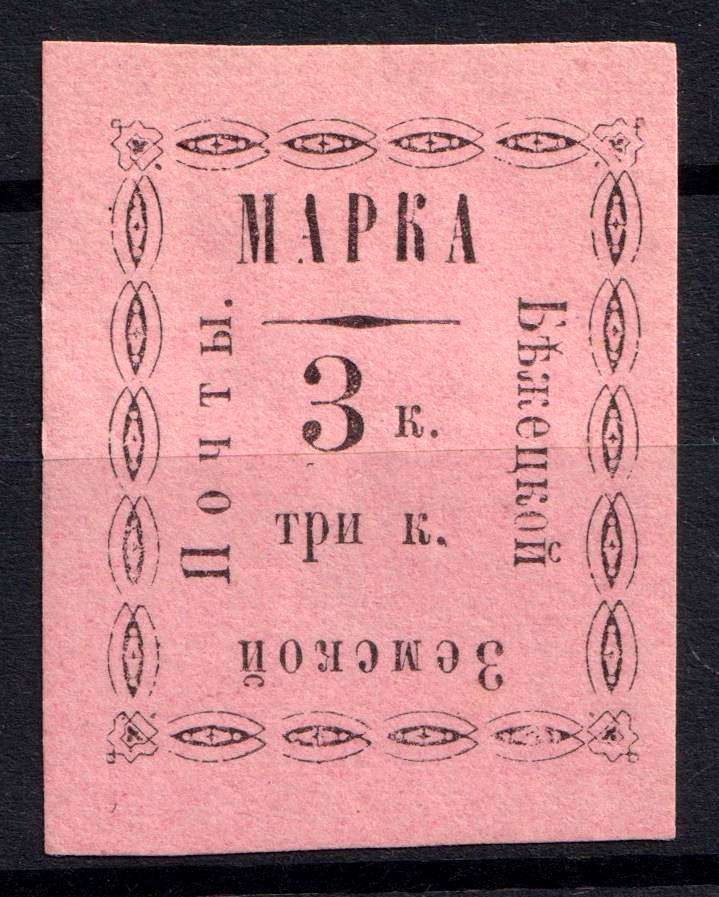 МАРКА
Бѣжецкой
Земской
Почты.
3 к.
три к.